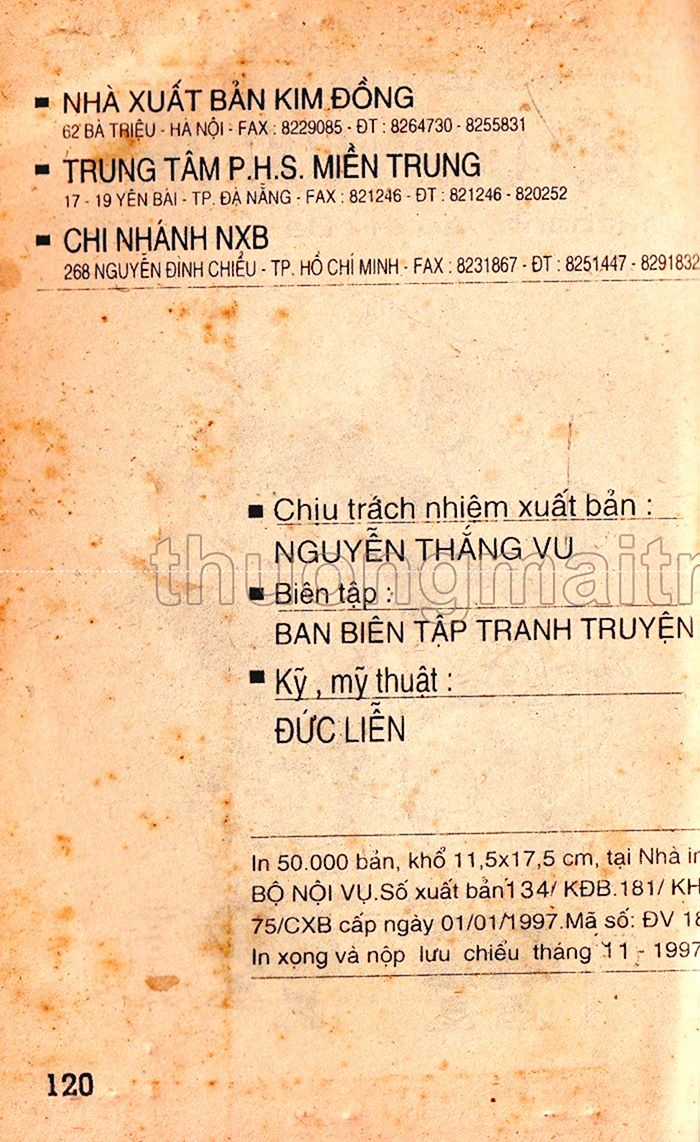 NHÀ XUẤT BẢN KIM ĐỒNG
62 BÀ TRIỆU - HÀ NỘI - FAX : 8229085 - ĐT : 8264730 - 8255831
TRUNG TÂM P.H.S. MIỀN TRUNG
17 - 19 YÊN BÁI - TP. ĐÀ NẴNG - FAX : 821246 - ĐT : 821246 - 820252
CHI NHÁNH NXB
268 NGUYỄN ĐÌNH CHIỂU - TP. HỒ CHÍ MINH - FAX : 8231867 - ĐT : 8251447 - 8291832
Chịu trách nhiệm xuất bản :
NGUYỄN THẮNG VU
thuongmaitr
Biên tập :
BAN BIÊN TẬP TRANH TRUYỆN
Kỹ , mỹ thuật :
ĐỨC LIỄN
In 50.000 bản, khổ 11,5x17,5 cm, tại Nhà in
BỘ NỘI VỤ.Số xuất bản134/ KĐB.181/ KH
75/CXB cấp ngày 01/01/1997.Mã số: ĐV 18
In xọng và nộp lưu chiểu tháng 11 - 1997
120